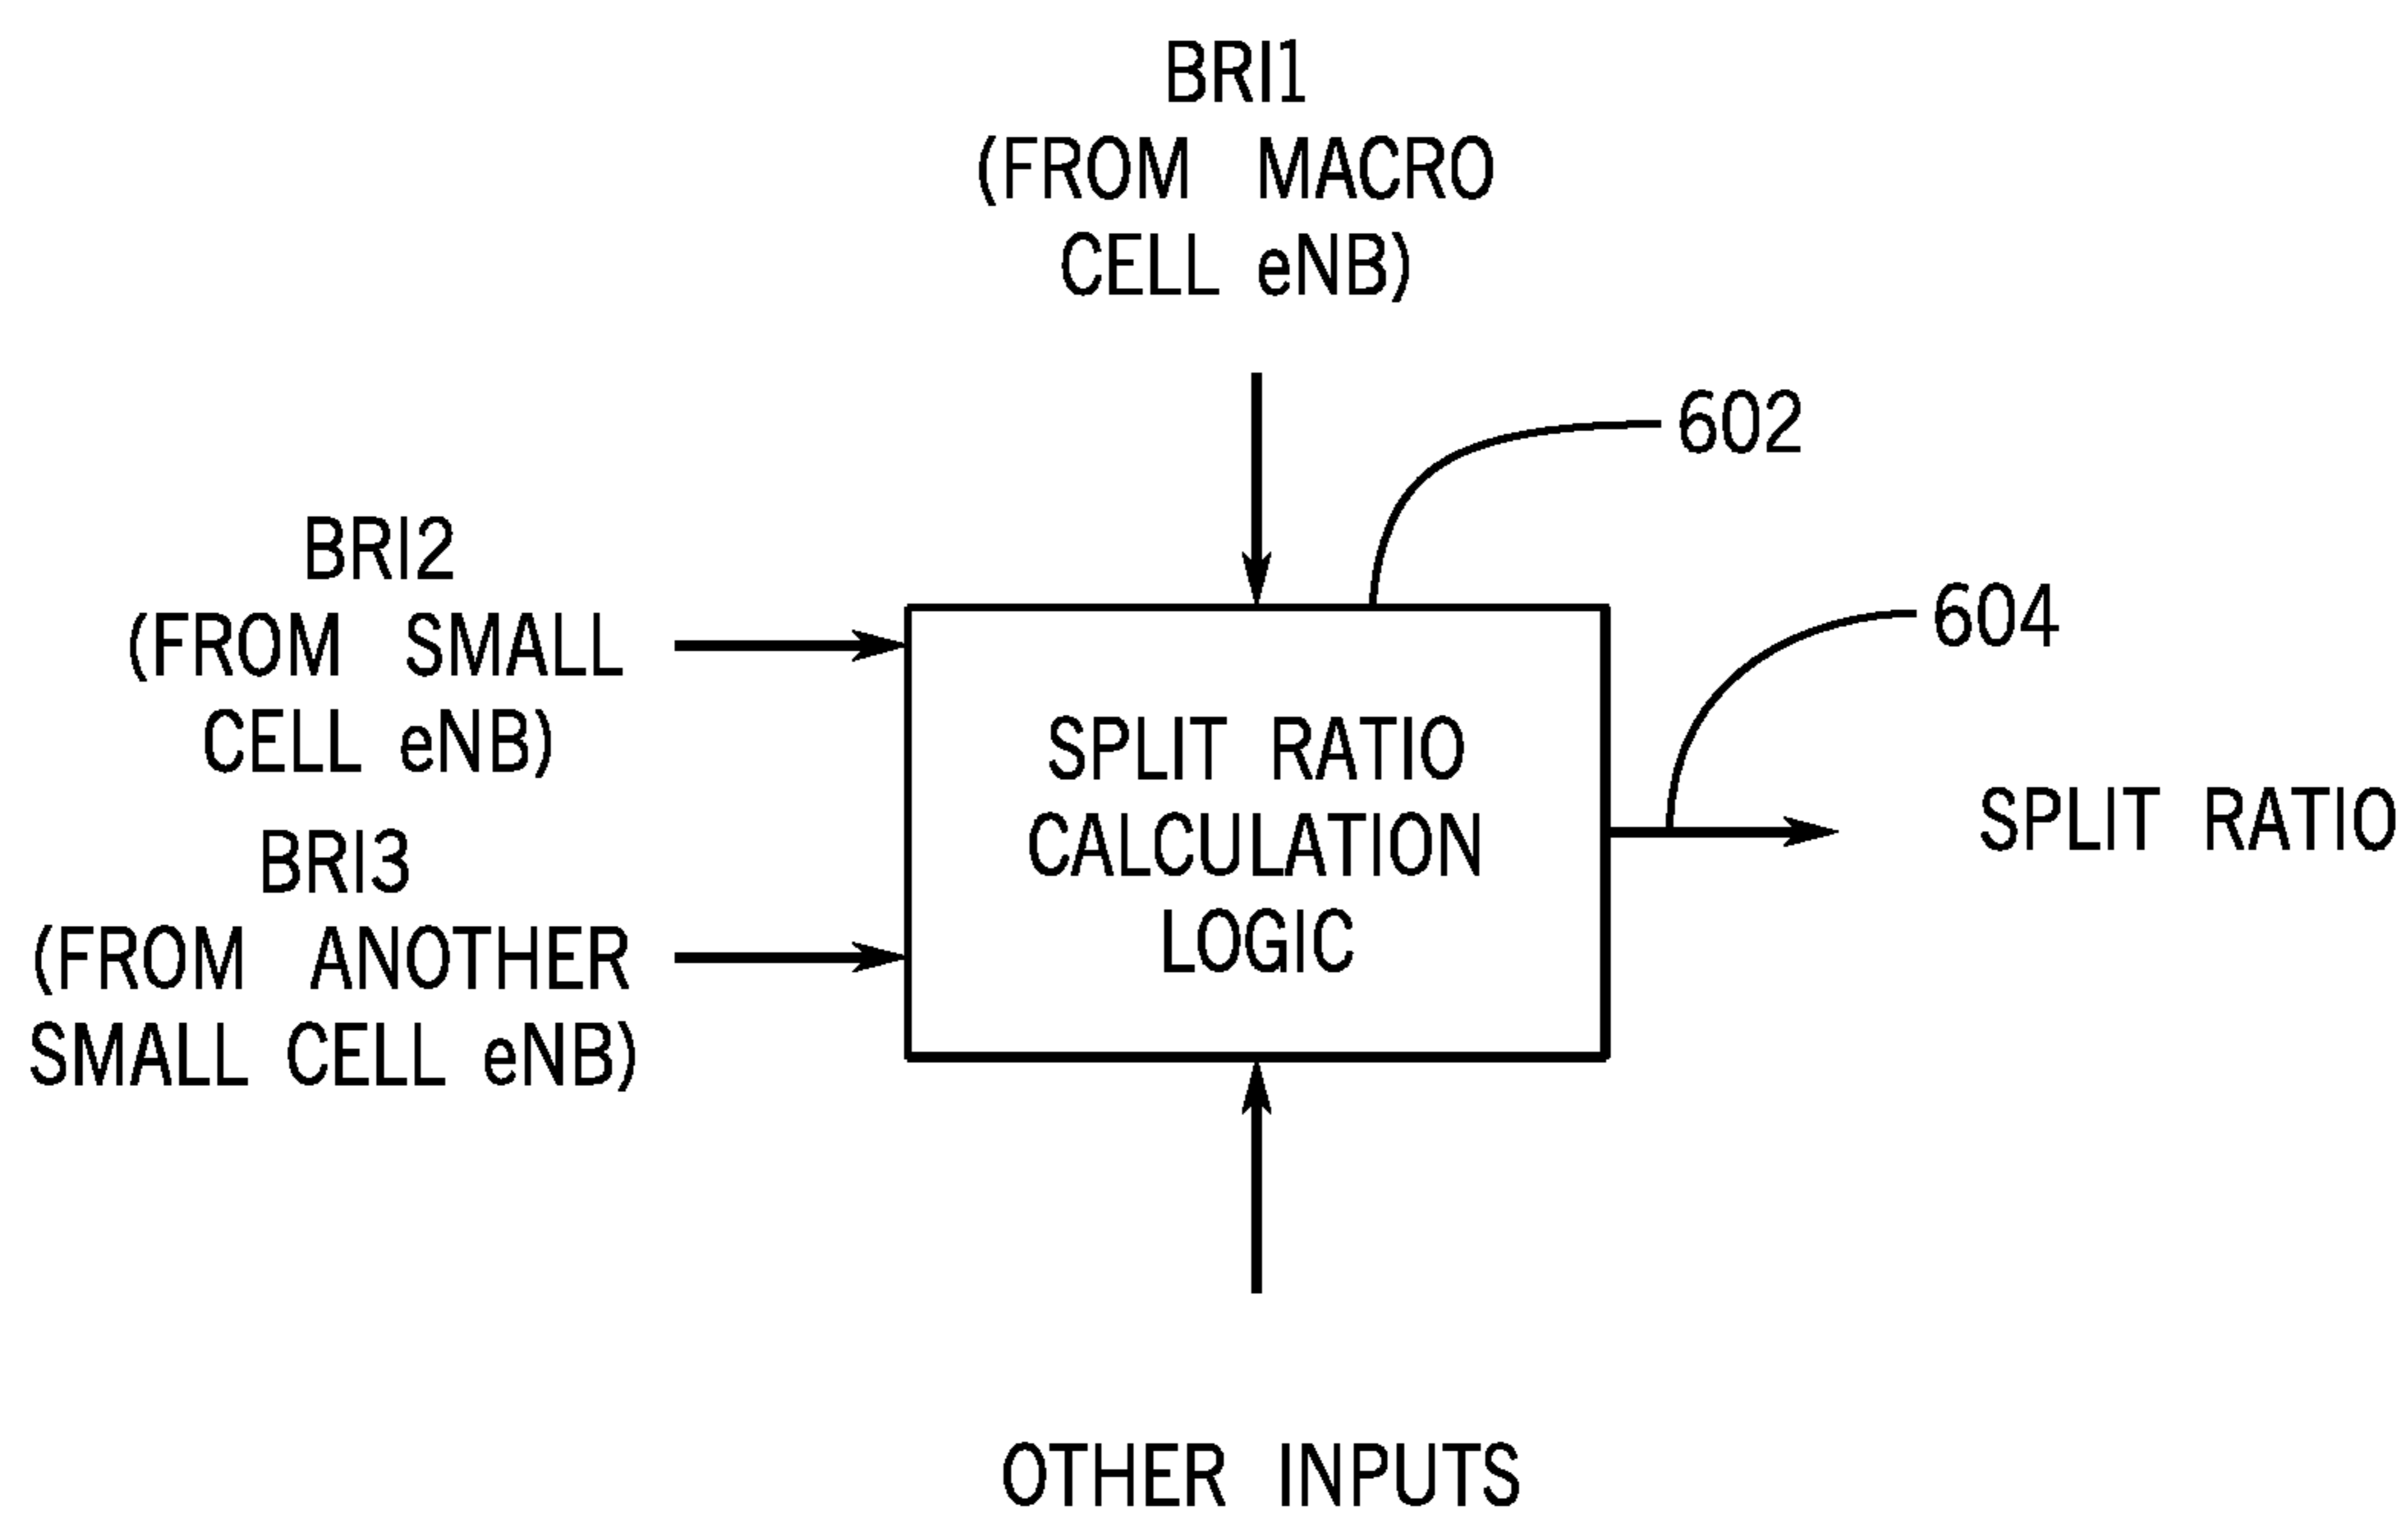 BRI1
(FROM MACRO
CELL eNB)
602
BRI2
(FROM SMALL
CELL eNB)
604
BRI3
(FROM ANOTHER
SMALL CELL eNB)
SPLIT RATIO
CALCULATION
LOGIC
SPLIT RATIO
OTHER INPUTS